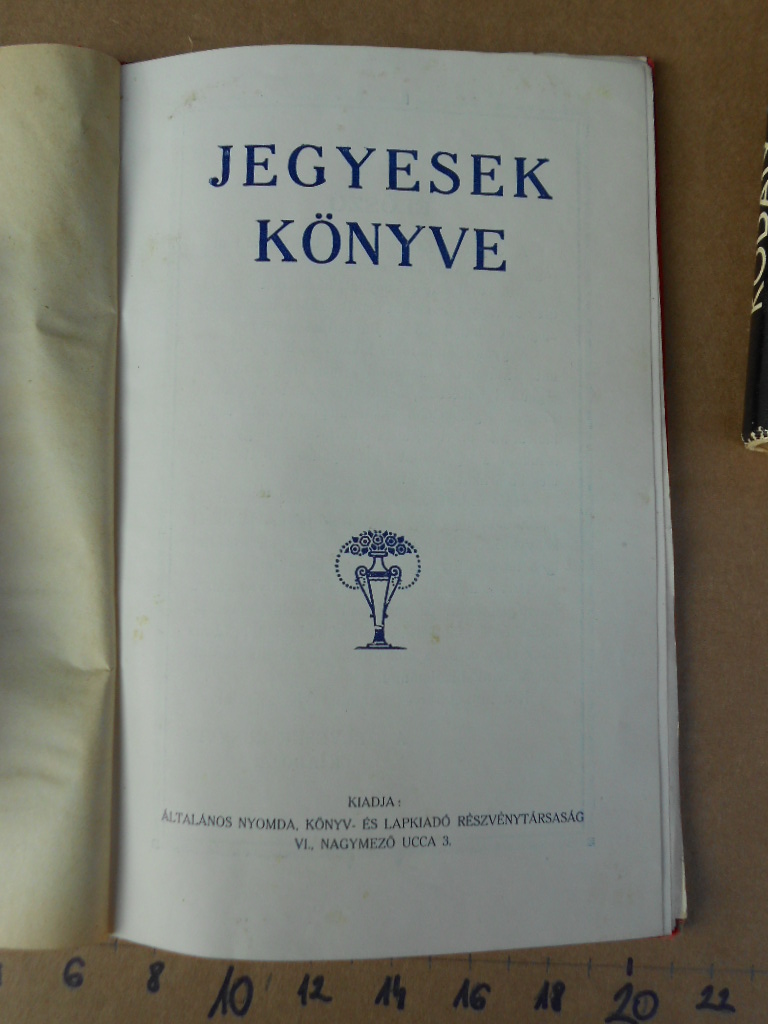 JEGYESEK
KÖNYVE
KIADJA:
ÁLTALÁNOS NYOMDA, KÖNYV- ÉS LAPKIADÓ RÉSZVÉNYTÁRSASÁG
VI., NAGYMEZŐ UCCA 3.
6 8 10 12 14 16 18 20 22